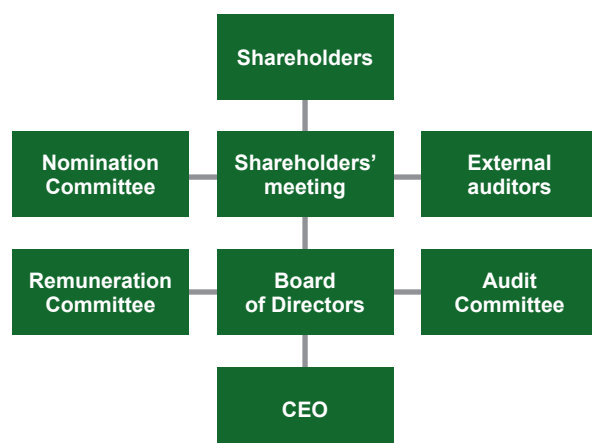 Shareholders
Nomination
Committee
Shareholders’
meeting
External
auditors
Remuneration
Committee
Board
of Directors
Audit
Committee
CEO